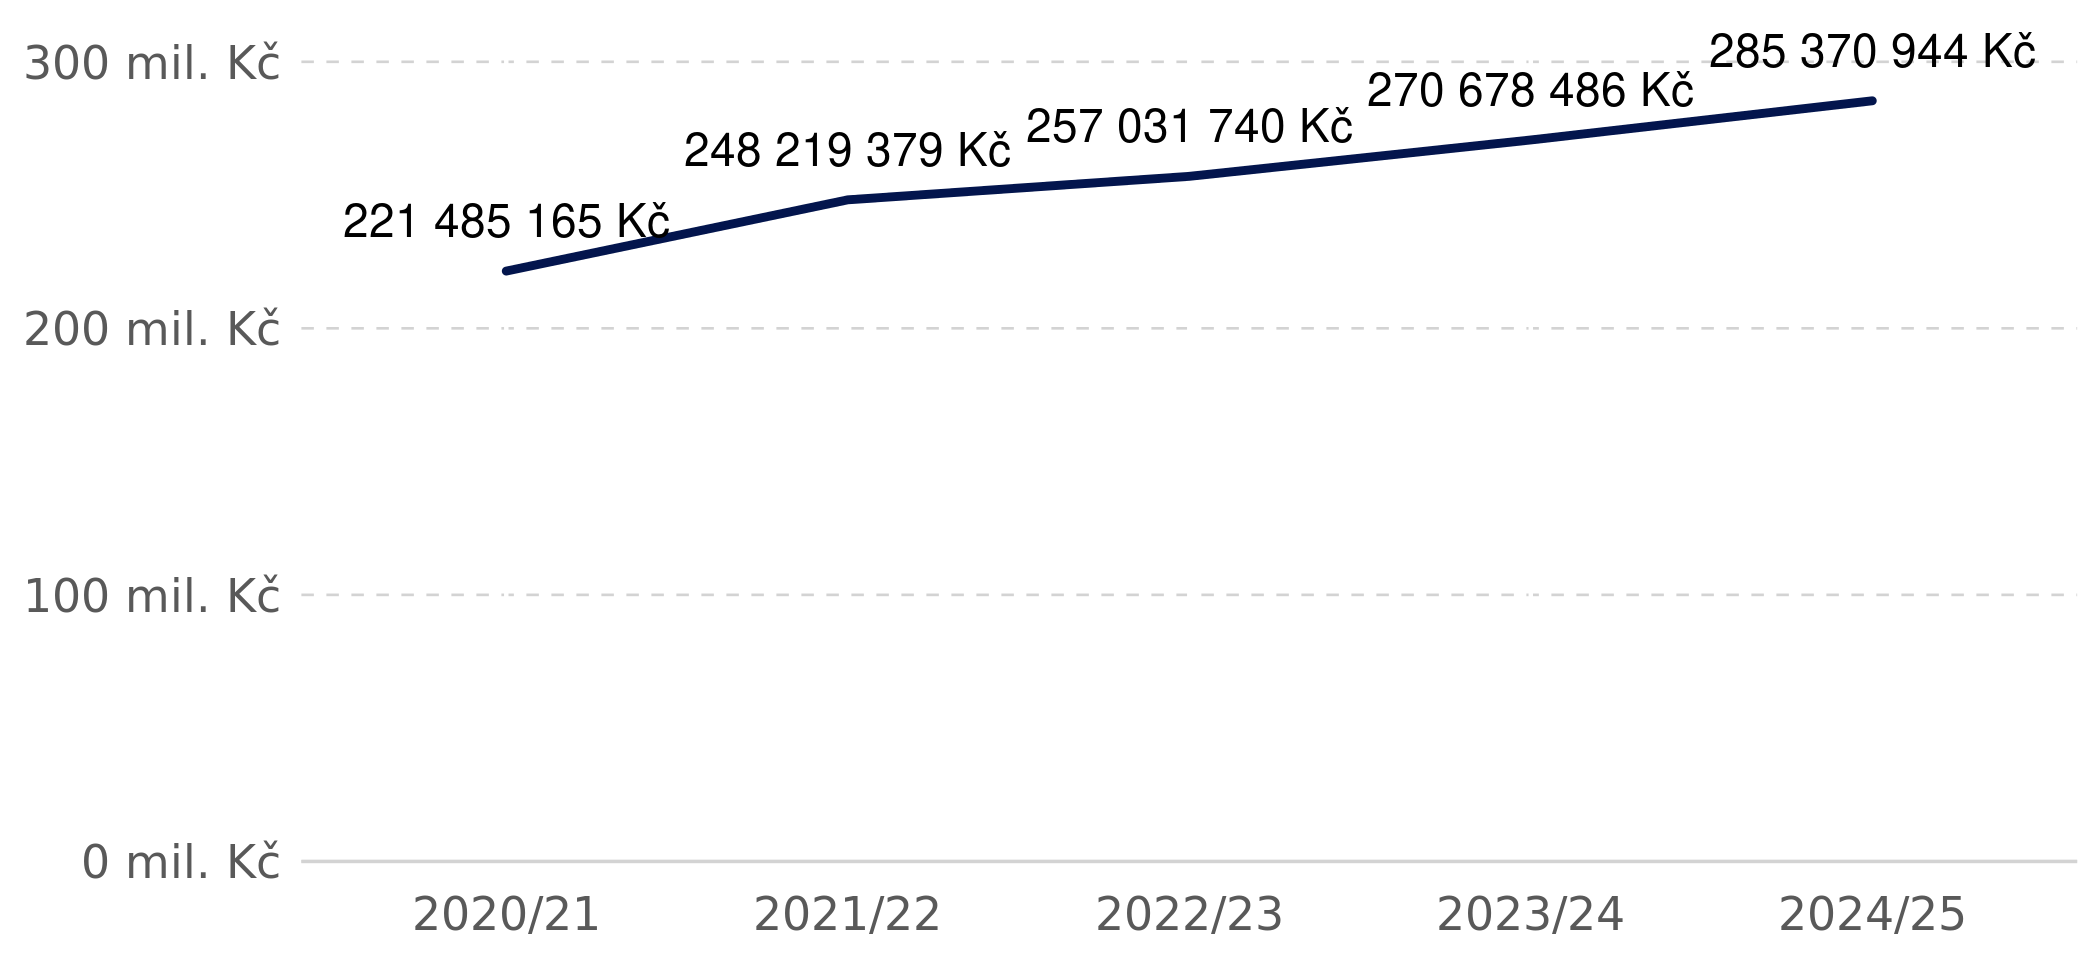 285 370 944 Kč
300 mil. Kč
270 678 486 Kč
257 031 740 Kč
248 219 379 Kč
221 485 165 Kč
200 mil. Kč
100 mil. Kč
0 mil. Kč
2020/21 2021/22 2022/23 2023/24 2024/25